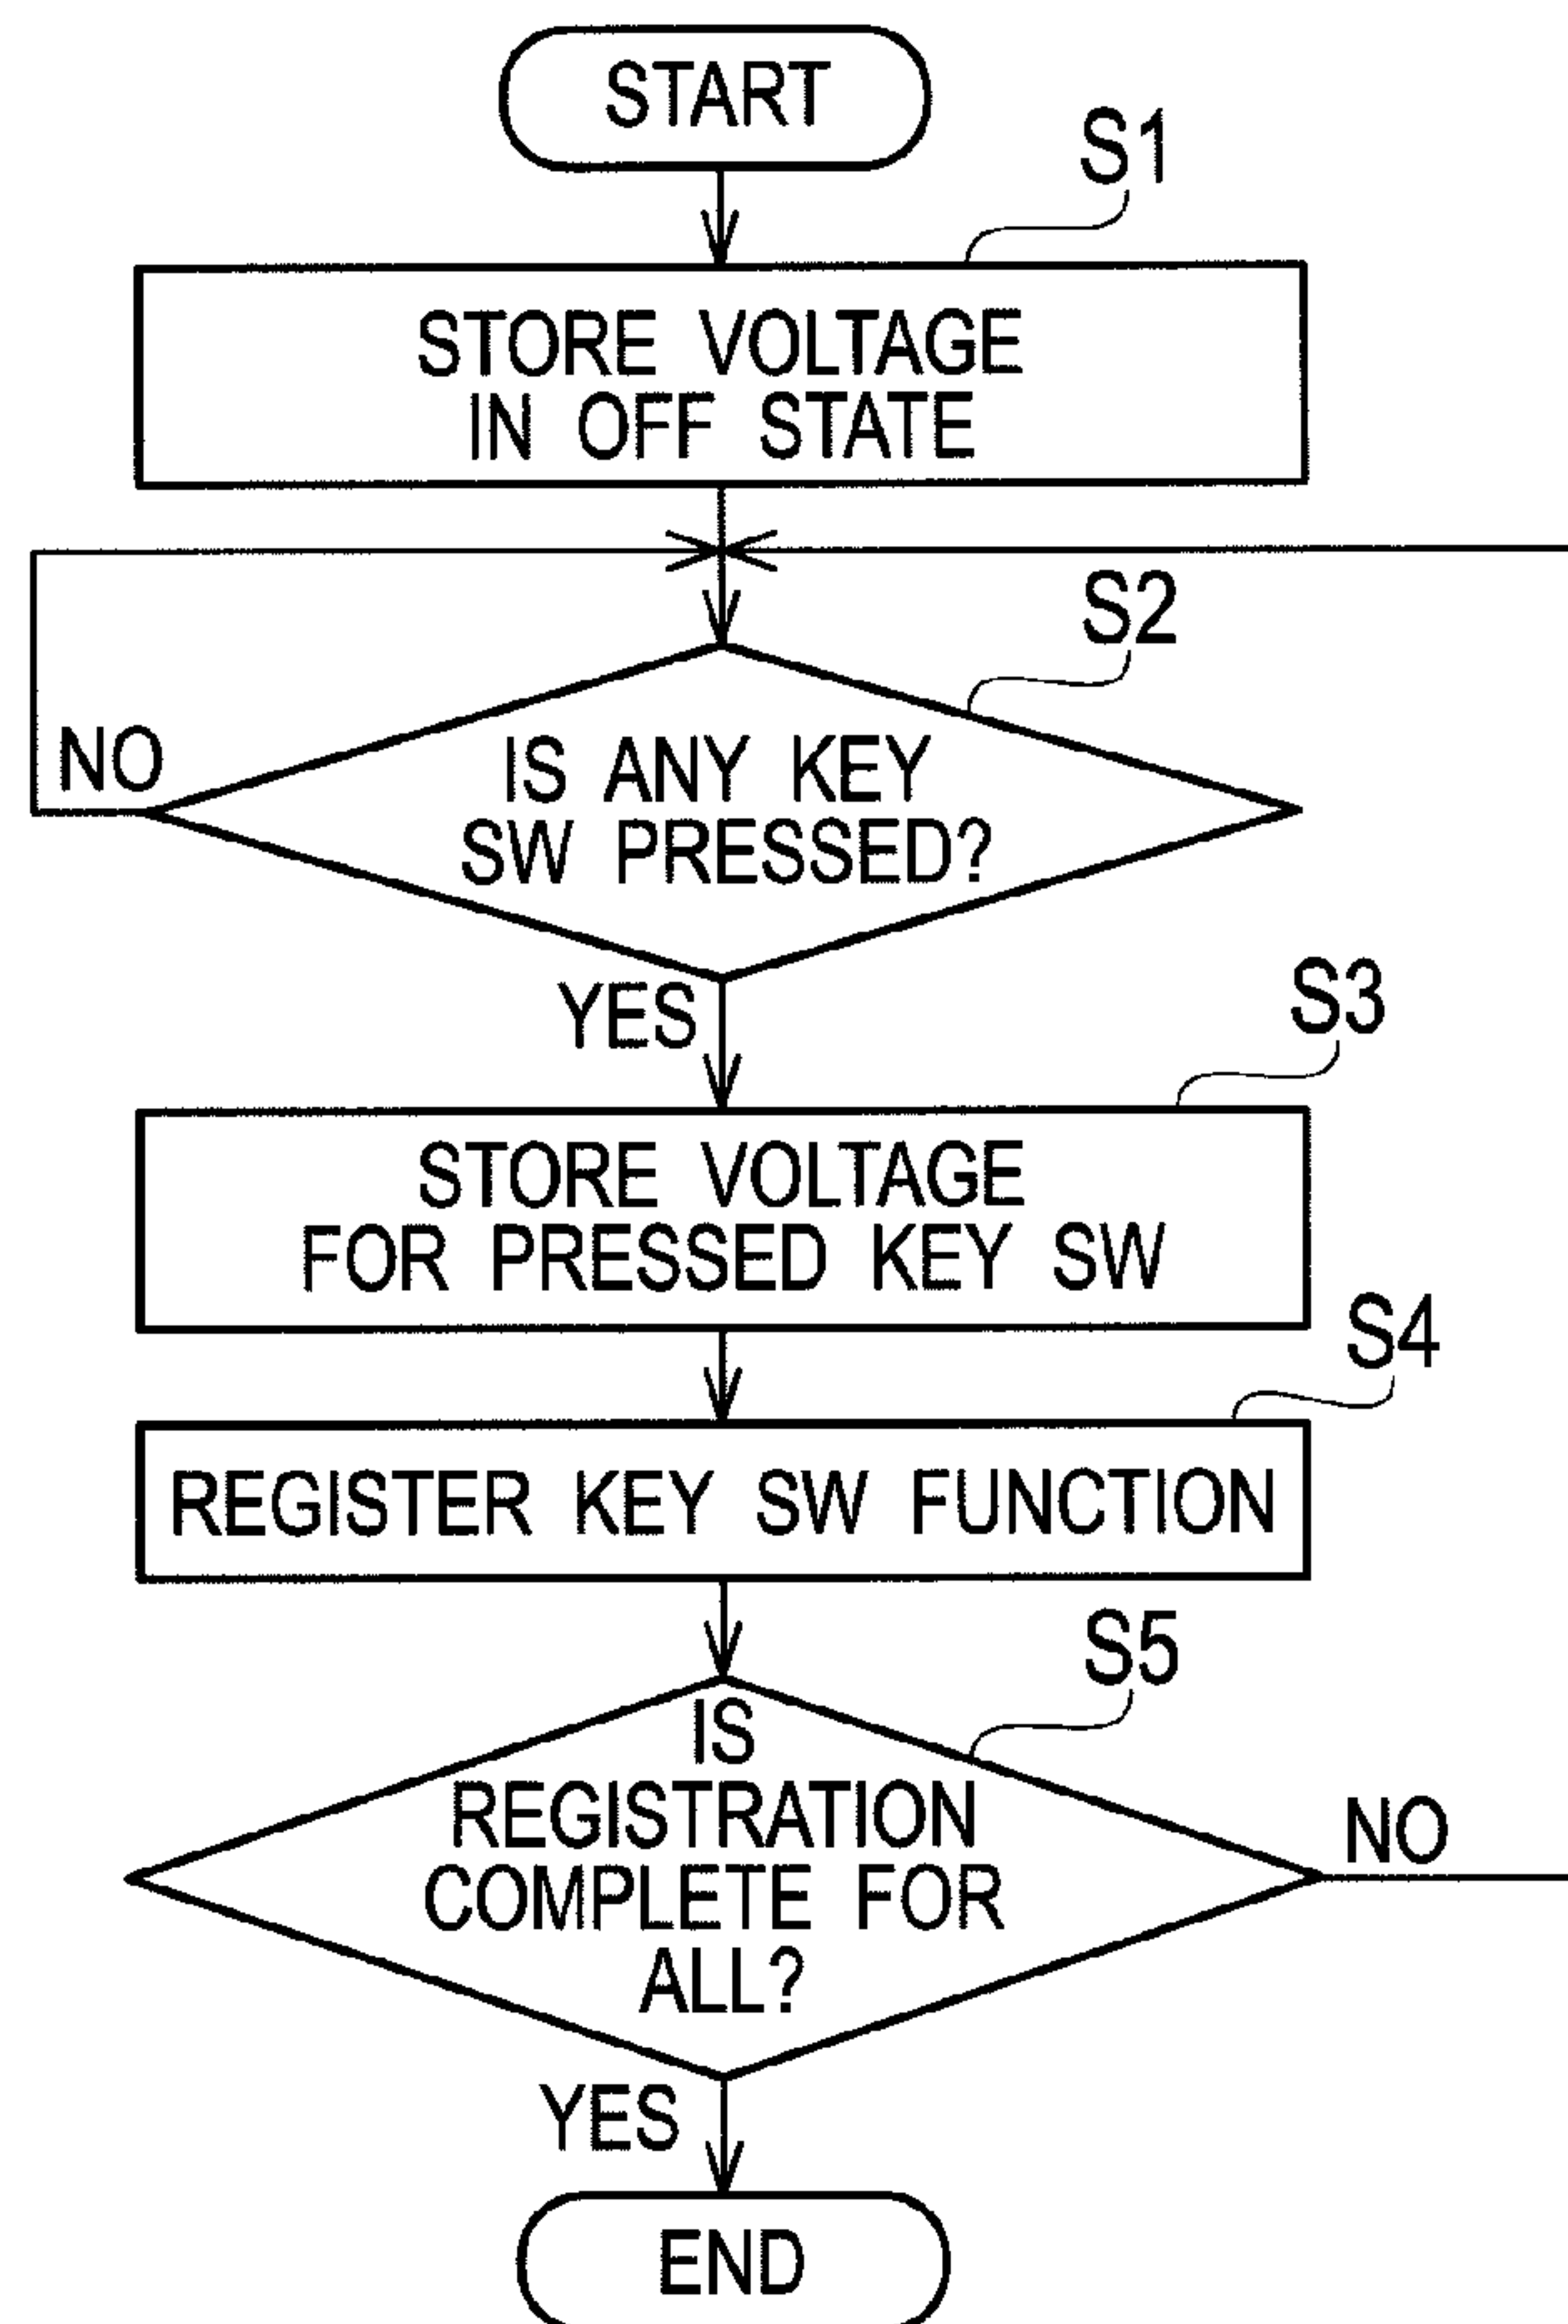 START
S1
STORE VOLTAGE
IN OFF STATE
S2
NO
IS ANY KEY
SW PRESSED?
YES
S3
STORE VOLTAGE
FOR PRESSED KEY SW
S4
REGISTER KEY SW FUNCTION
S5
IS
REGISTRATION
COMPLETE FOR
ALL?
NO
YES
END